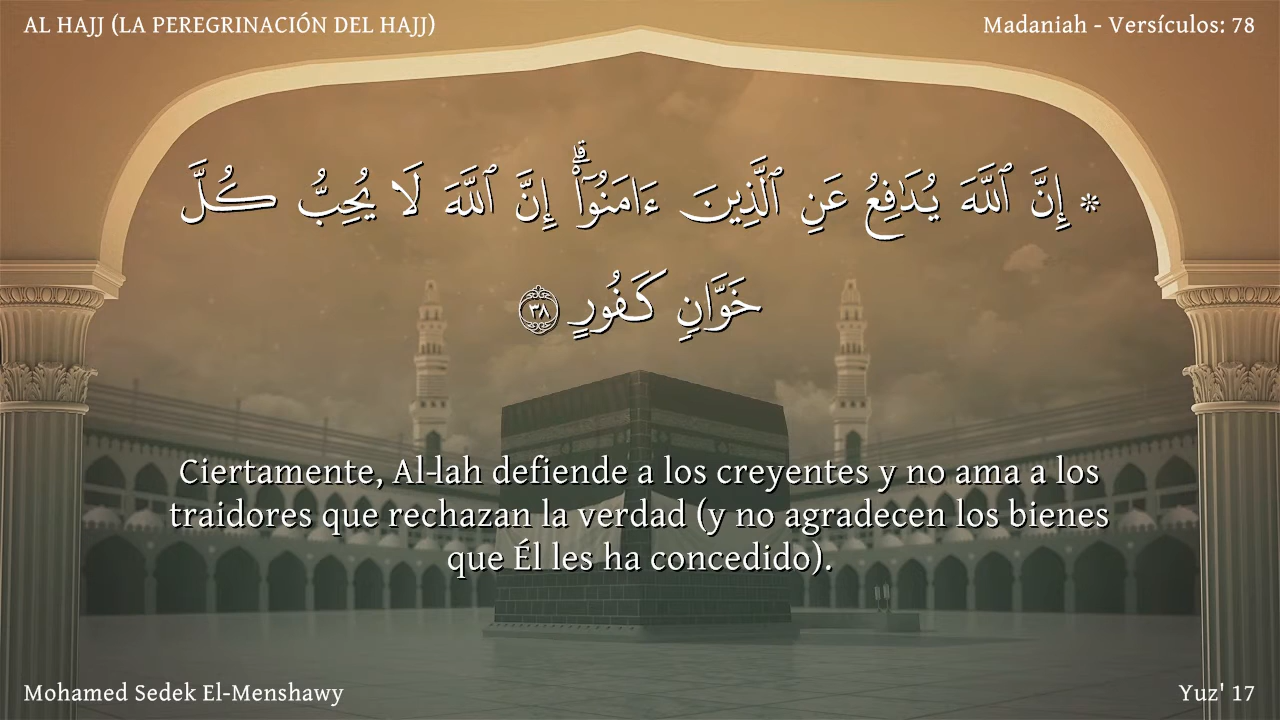 AL HAJJ (LA PEREGRINACIÓN DEL HAJJ)
Madaniah - Versículos: 78
۞ إِنَّ ٱللَّهَ يُدَٰفِعُ عَنِ ٱلَّذِينَ ءَامَنُوٓا۟ ۗ إِنَّ ٱللَّهَ لَا يُحِبُّ كُلَّ
خَوَّانٍ كَفُورٍ ٣٨
Ciertamente, Al-lah defiende a los creyentes y no ama a los
traidores que rechazan la verdad (y no agradecen los bienes
que Él les ha concedido).
Mohamed Sedek El-Menshawy
Yuz' 17